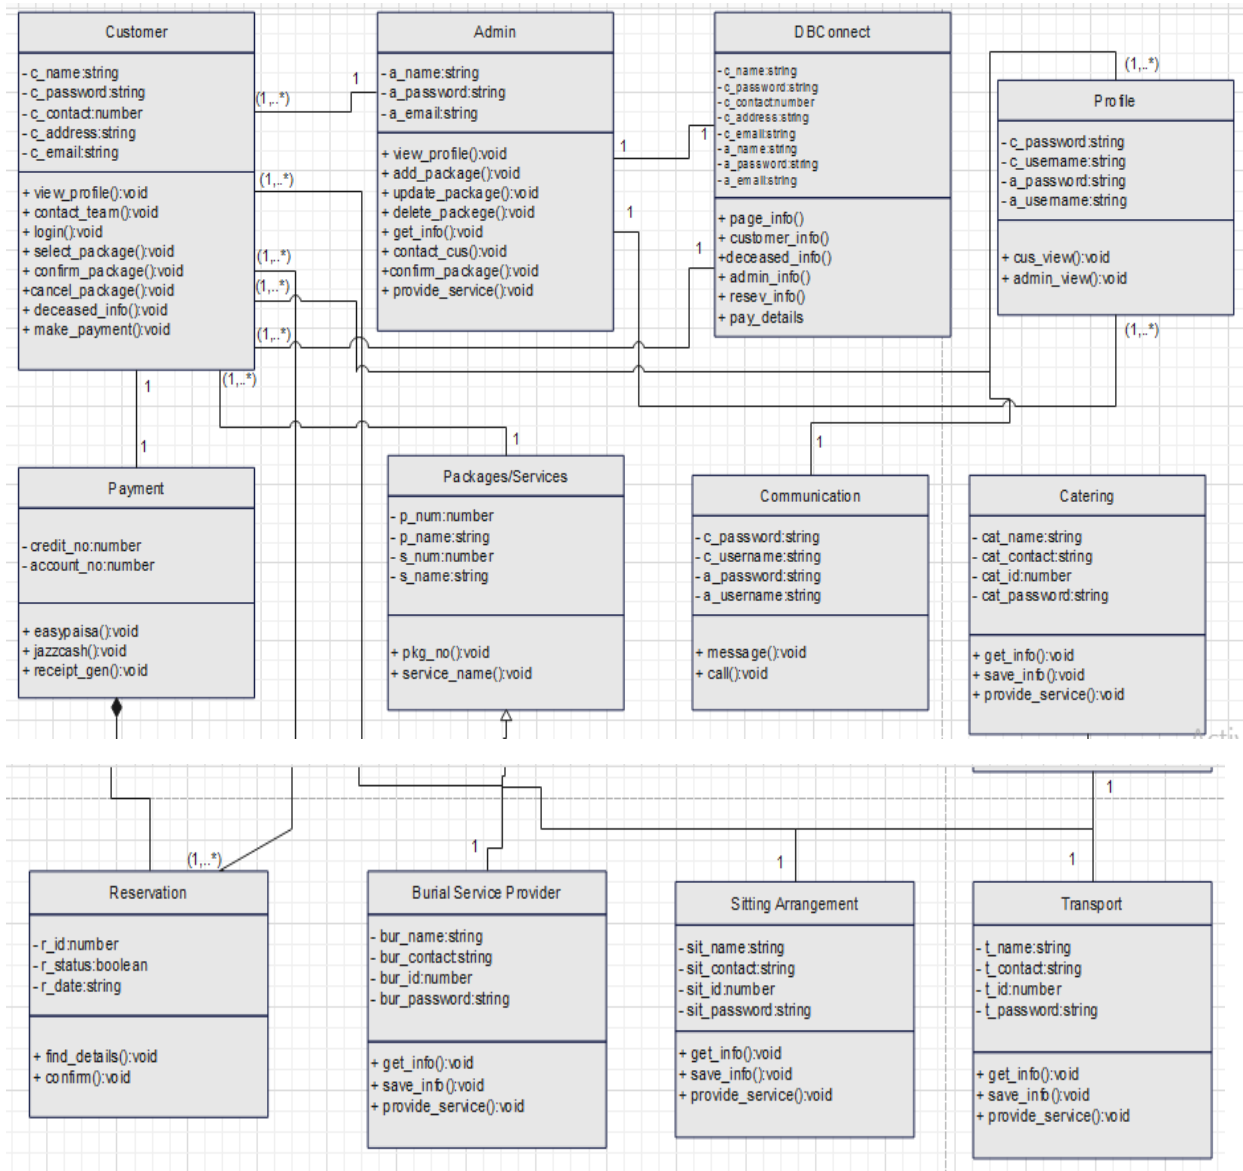 Customer
- c_name:string
- c_password:string
- c_contact:number
- c_address:string
- c_email:string
+ view_profile():void
+ contact_team():void
+ login():void
+ select_package():void
+ confirm_package():void
+cancel_package():void
+ deceased_info():void
+ make_payment():void
(1,..*)
(1,..*)
(1,..*)
(1,..*)
(1,..*)
(1,..*)
1
1
Admin
- a_name:string
- a_password:string
- a_email:string
+ view_profile():void
+ add_package():void
+ update_package():void
+ delete_packege():void
+ get_info():void
+ contact_cus():void
+confirm_package():void
+ provide_service():void
1
1
1
DBConnect
- c_name:string
- c_password:string
- c_contact:number
- c_address:string
- c_email:string
- a_name:string
- a_password:string
- a_email:string
+ page_info()
+ customer_info()
+deceased_info()
+ admin_info()
+ resev_info()
+ pay_details
1
1
(1,..*)
Profile
- c_password:string
- c_username:string
- a_password:string
- a_username:string
+ cus_view():void
+ admin_view():void
(1,..*)
1
Payment
- credit_no:number
- account_no:number
+ easypaisa():void
+ jazzcash():void
+ receipt_gen():void
1
Packages/Services
- p_num:number
- p_name:string
- s_num:number
- s_name:string
+ pkg_no():void
+ service_name():void
1
Communication
- c_password:string
- c_username:string
- a_password:string
- a_username:string
+ message():void
+ call():void
Catering
- cat_name:string
- cat_contact:string
- cat_id:number
- cat_password:string
+ get_info():void
+ save_info():void
+ provide_service():void
1
(1,..*)
Reservation
- r_id:number
- r_status:boolean
- r_date:string
+ find_details():void
+ confirm():void
1
Burial Service Provider
- bur_name:string
- bur_contact:string
- bur_id:number
- bur_password:string
+ get_info():void
+ save_info():void
+ provide_service():void
1
Sitting Arrangement
- sit_name:string
- sit_contact:string
- sit_id:number
- sit_password:string
+ get_info():void
+ save_info():void
+ provide_service():void
1
Transport
- t_name:string
- t_contact:string
- t_id:number
- t_password:string
+ get_info():void
+ save_info():void
+ provide_service():void